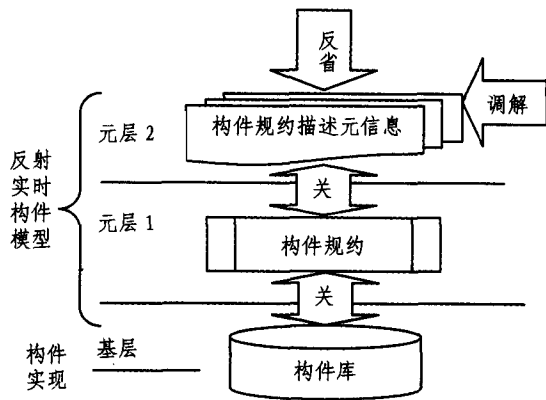 反省
调解
元层 2
构件规约描述元信息
关
反射
实时
构件
模型
元层 1
构件规约
关
构件
实现
基层
构件库